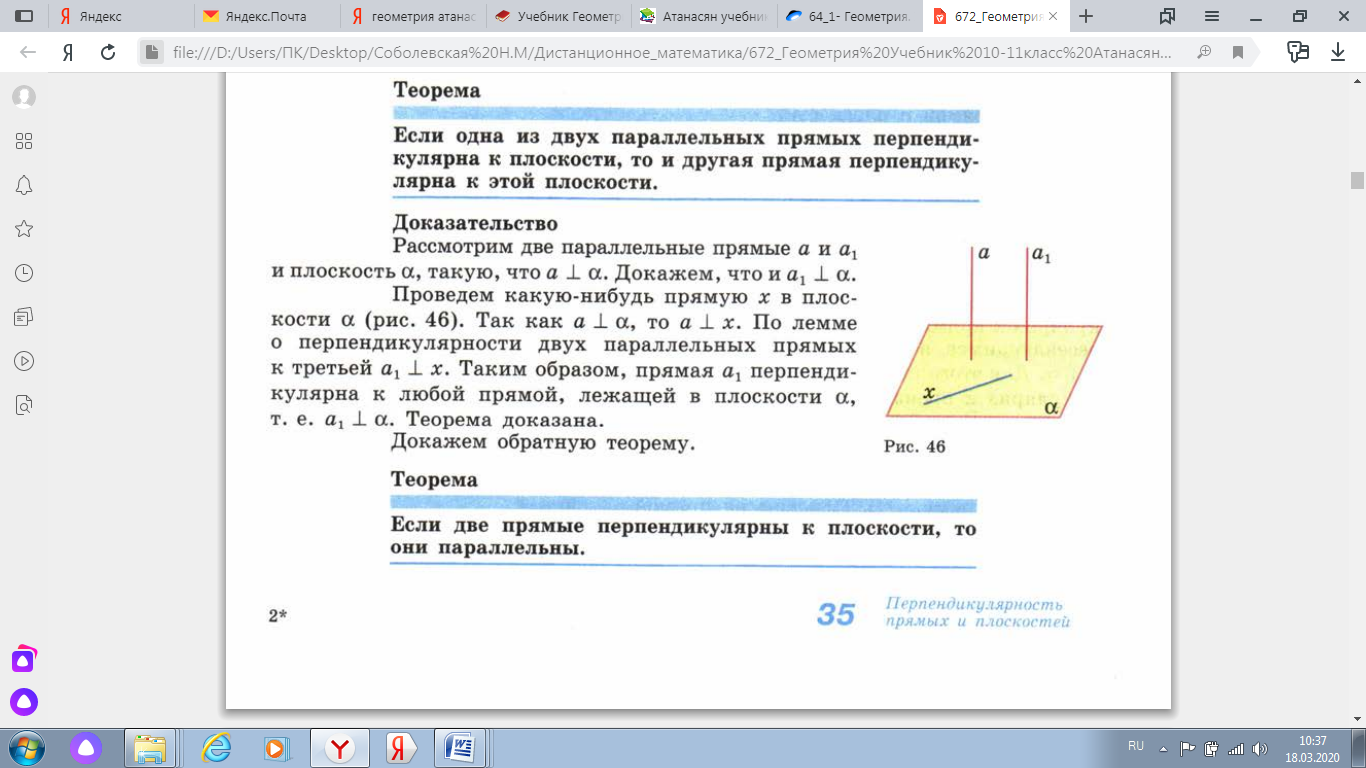 Яндекс
Яндекс.Почта
геометрия атанас
Учебник Геометр
Атанасян учебни
64_1- Геометрия.
672_Геометрия
file:///D:/Users/ПК/Desktop/Соболевская%20Н.М/Дистанционное_математика/672_Геометрия%20Учебник%2010-11класс%20Атанасян...
Теорема
Если одна из двух параллельных прямых перпенди-
кулярна к плоскости, то и другая прямая перпендику-
лярна к этой плоскости.
Доказательство
Рассмотрим две параллельные прямые a и a₁
и плоскость α, такую, что a ⊥ α. Докажем, что и a₁ ⊥ α.
Проведем какую-нибудь прямую x в плос-
кости α (рис. 46). Так как a ⊥ α, то a ⊥ x. По лемме
о перпендикулярности двух параллельных прямых
к третьей a₁ ⊥ x. Таким образом, прямая a₁ перпенди-
кулярна к любой прямой, лежащей в плоскости α,
т. е. a₁ ⊥ α. Теорема доказана.
Докажем обратную теорему.
a
a₁
x
α
Рис. 46
Теорема
Если две прямые перпендикулярны к плоскости, то
они параллельны.
2*
35
Перпендикулярность
прямых и плоскостей
RU
10:37
18.03.2020